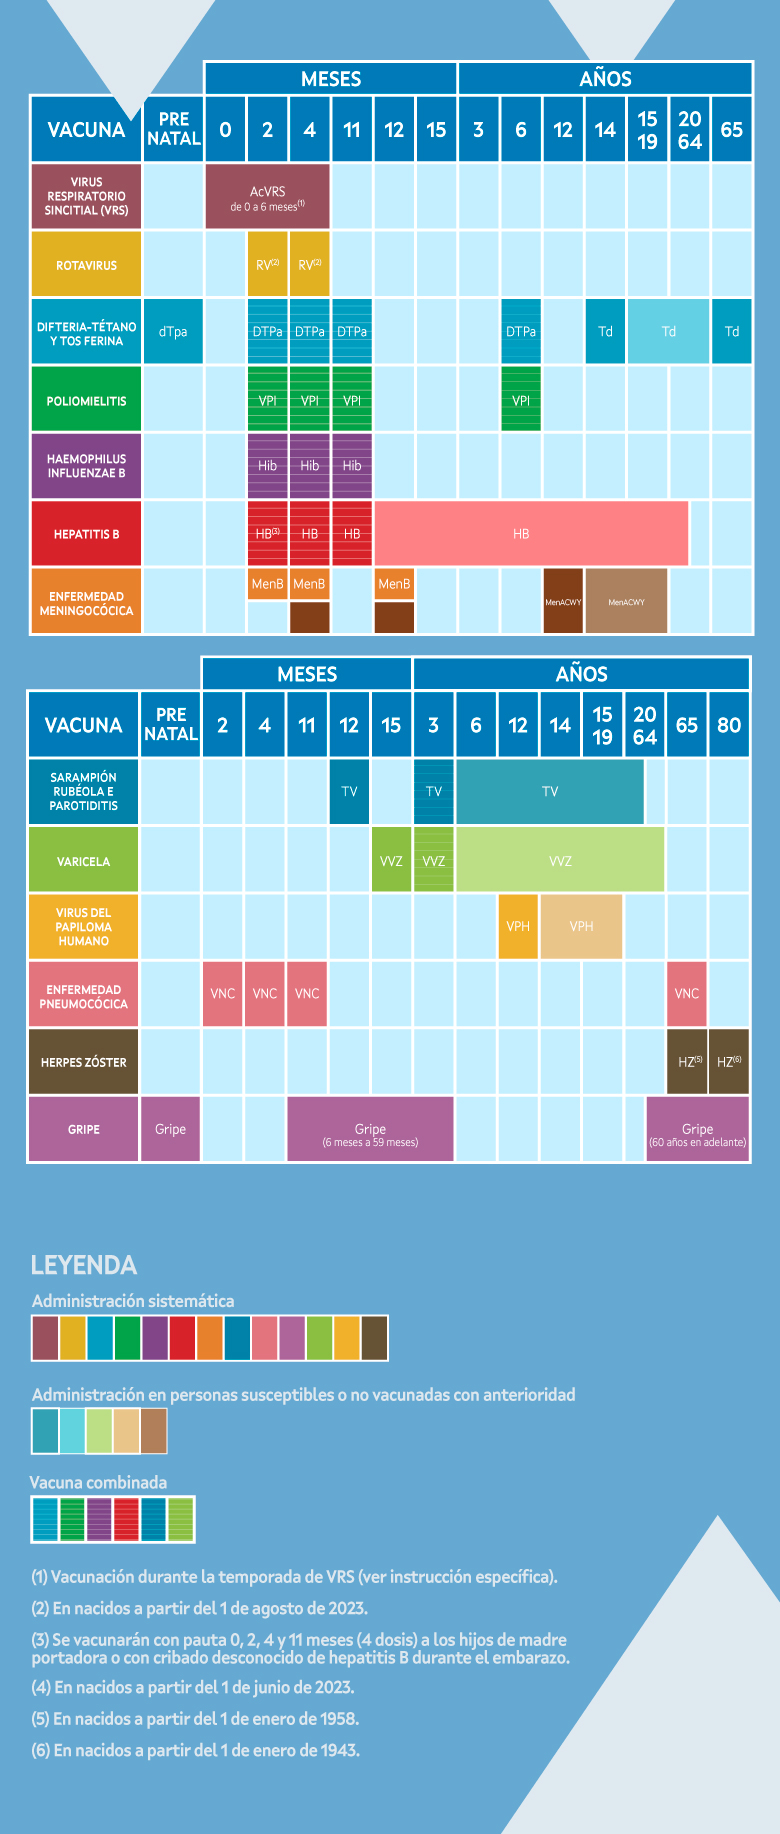 MESES AÑOS
VACUNA PRE NATAL 0 2 4 11 12 15 3 6 12 14 15 19 20 64 65
VIRUS
RESPIRATORIO
SINCITIAL (VRS)
AcVRS
de 0 a 6 meses(1)
ROTAVIRUS RV(2) RV(2)
DIFTERIA-TÉTANO
Y TOS FERINA
dTpa DTPa DTPa DTPa DTPa Td Td Td
POLIOMIELITIS VPI VPI VPI VPI
HAEMOPHILUS
INFLUENZAE B
Hib Hib Hib
HEPATITIS B HB(3) HB HB HB
ENFERMEDAD
MENINGOCÓCICA
MenB MenB MenB
MenACWY MenACWY
MESES AÑOS
VACUNA PRE NATAL 2 4 11 12 15 3 6 12 14 15 19 20 64 65 80
SARAMPIÓN
RUBÉOLA E
PAROTIDITIS
TV TV TV
VARICELA VVZ VVZ VVZ
VIRUS DEL
PAPILOMA
HUMANO
VPH VPH
ENFERMEDAD
PNEUMOCÓCICA
VNC VNC VNC VNC
HERPES ZÓSTER HZ(5) HZ(6)
GRIPE Gripe
Gripe
(6 meses a 59 meses)
Gripe
(60 años en adelante)
LEYENDA
Administración sistemática
Administración en personas susceptibles o no vacunadas con anterioridad
Vacuna combinada
(1) Vacunación durante la temporada de VRS (ver instrucción específica).
(2) En nacidos a partir del 1 de agosto de 2023.
(3) Se vacunarán con pauta 0, 2, 4 y 11 meses (4 dosis) a los hijos de madre
portadora o con cribado desconocido de hepatitis B durante el embarazo.
(4) En nacidos a partir del 1 de junio de 2023.
(5) En nacidos a partir del 1 de enero de 1958.
(6) En nacidos a partir del 1 de enero de 1943.